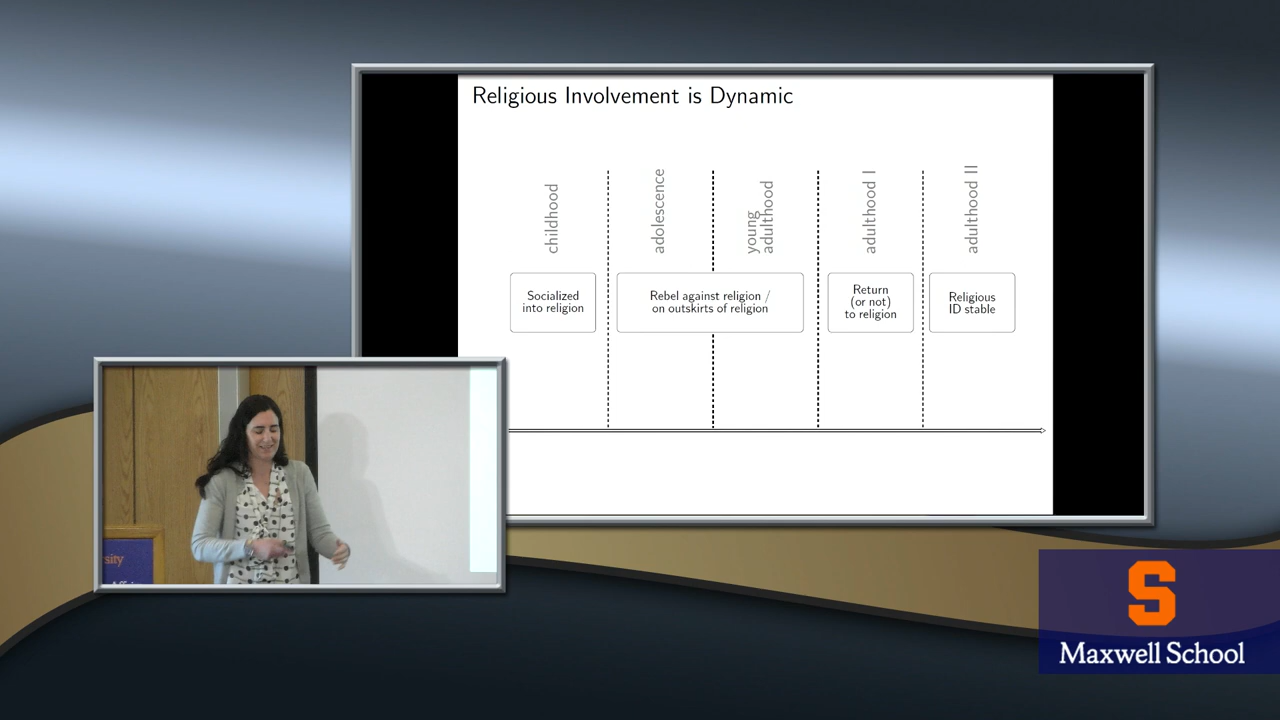 Religious Involvement is Dynamic
childhood
adolescence
young
adulthood
adulthood I
adulthood II
Socialized
into religion
Rebel against religion /
on outskirts of religion
Return
(or not)
to religion
Religious
ID stable
sity
S
Maxwell School